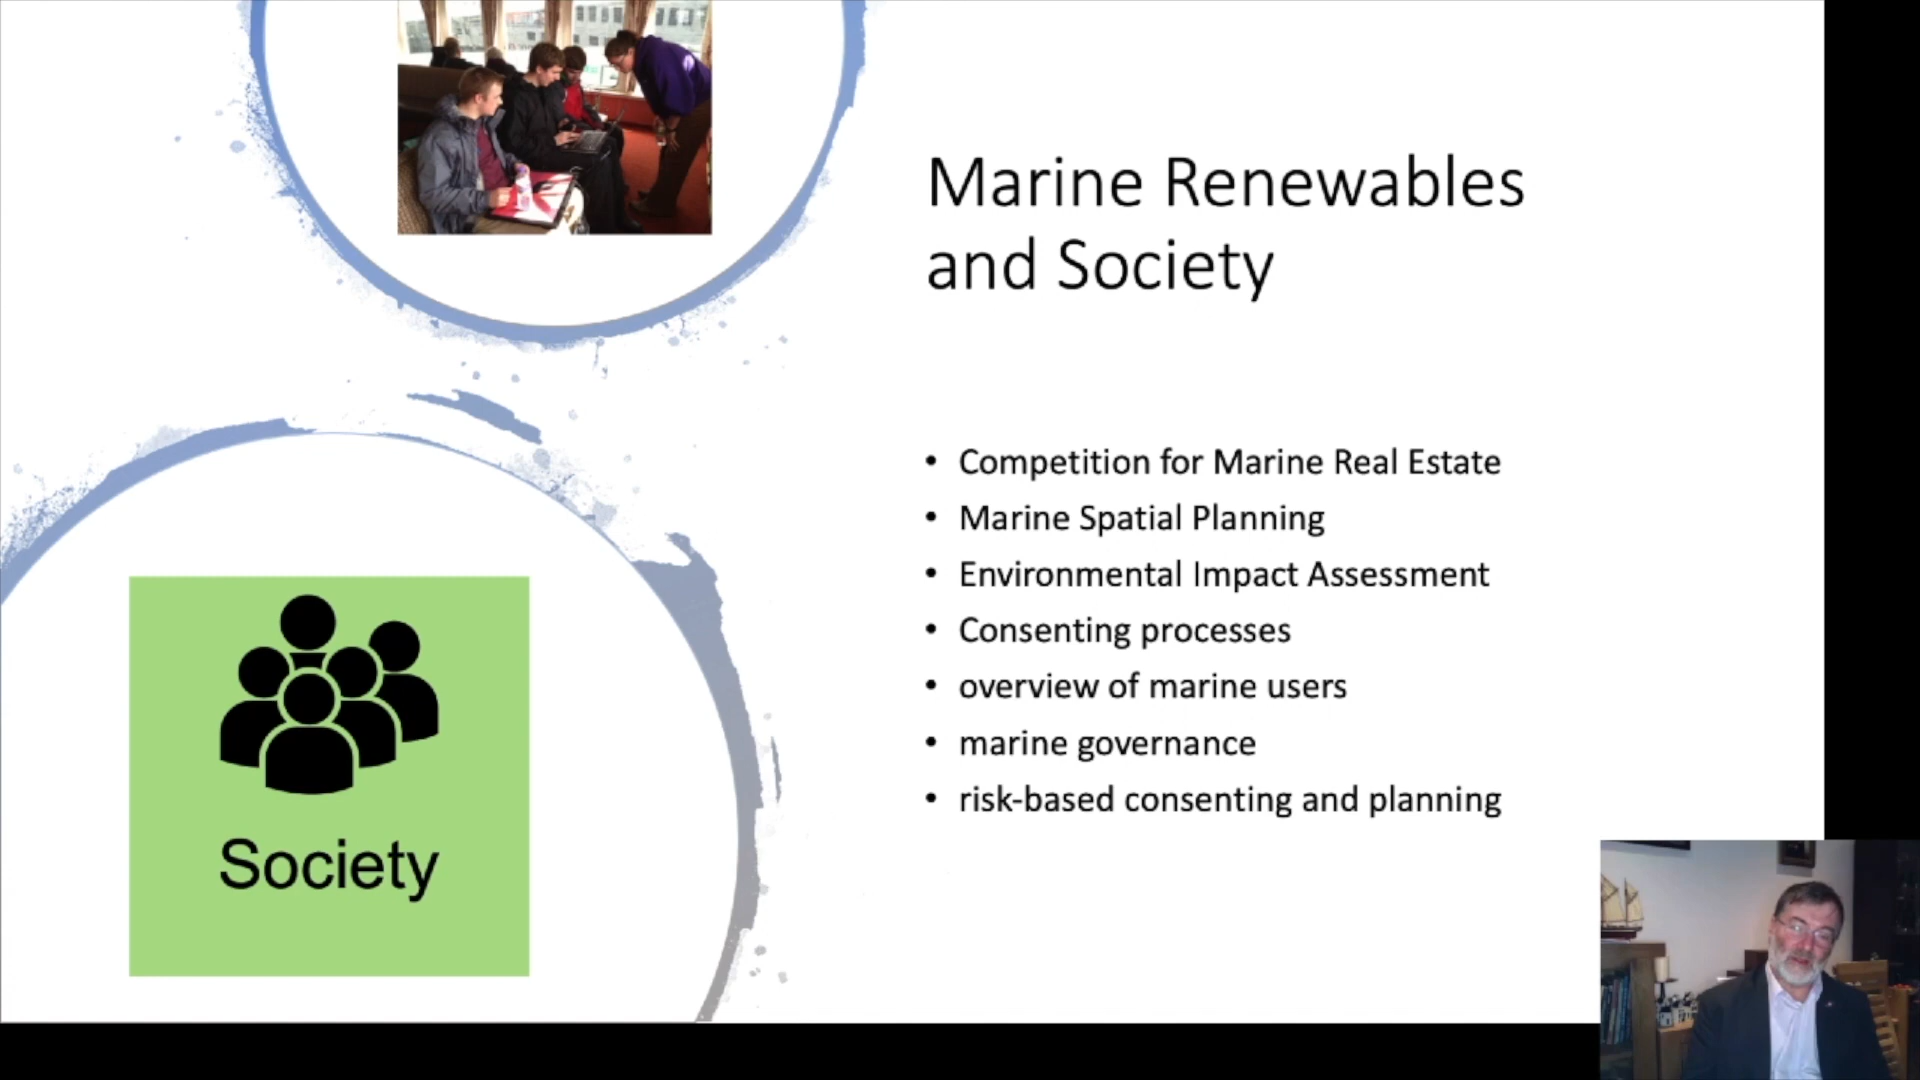 Marine Renewables
and Society
• Competition for Marine Real Estate
• Marine Spatial Planning
• Environmental Impact Assessment
• Consenting processes
• overview of marine users
• marine governance
• risk-based consenting and planning
Society